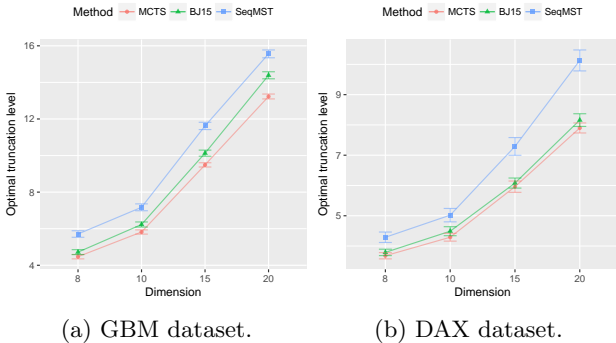 Method MCTS BJ15 SeqMST
Optimal truncation level
16
12
8
4
8 10 15 20
Dimension
(a) GBM dataset.
Method MCTS BJ15 SeqMST
Optimal truncation level
9
7
5
8 10 15 20
Dimension
(b) DAX dataset.